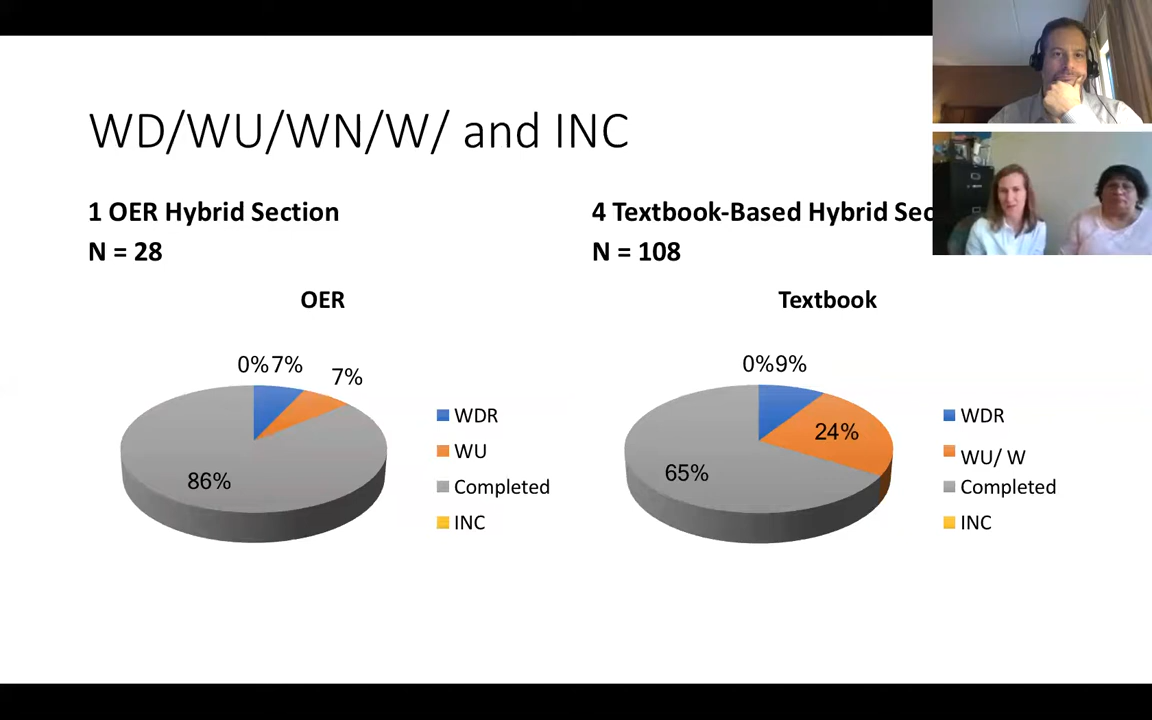 WD/WU/WN/W/ and INC
1 OER Hybrid Section
N = 28
OER
0% 7%
7%
86%
WDR
WU
Completed
INC
4 Textbook-Based Hybrid Sec
N = 108
Textbook
0% 9%
24%
65%
WDR
WU/ W
Completed
INC